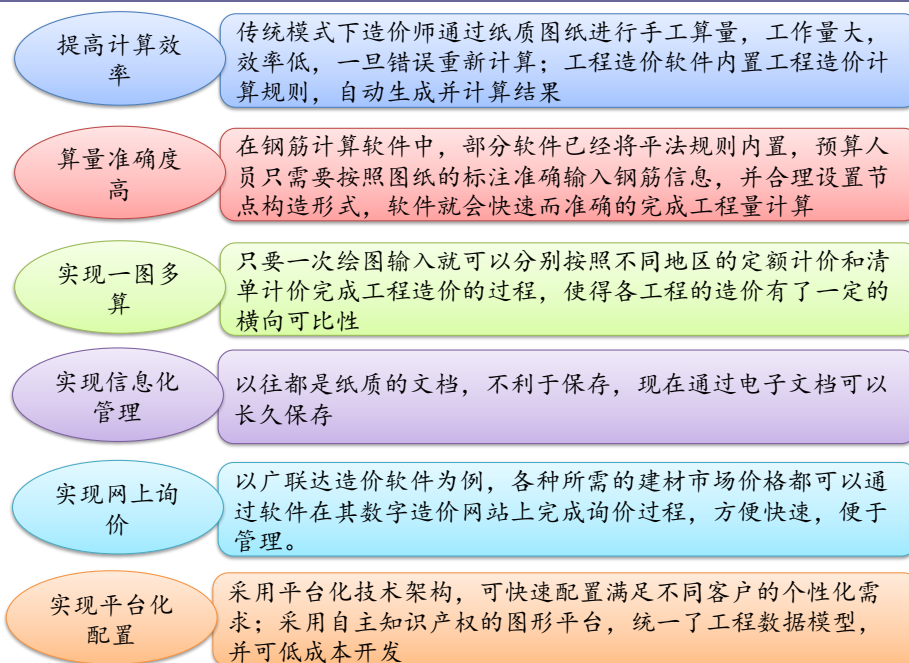 提高计算效
率
传统模式下造价师通过纸质图纸进行手工算量，工作量大，
效率低，一旦错误重新计算；工程造价软件内置工程造价计
算规则，自动生成并计算结果
算量准确度
高
在钢筋计算软件中，部分软件已经将平法规则内置，预算人
员只需要按照图纸的标注准确输入钢筋信息，并合理设置节
点构造形式，软件就会快速而准确的完成工程量计算
实现一图多
算
只要一次绘图输入就可以分别按照不同地区的定额计价和清
单计价完成工程造价的过程，使得各工程的造价有了一定的
横向可比性
实现信息化
管理
以往都是纸质的文档，不利于保存，现在通过电子文档可以
长久保存
实现网上询
价
以广联达造价软件为例，各种所需的建材市场价格都可以通
过软件在其数字造价网站上完成询价过程，方便快速，便于
管理。
实现平台化
配置
采用平台化技术架构，可快速配置满足不同客户的个性化需
求；采用自主知识产权的图形平台，统一了工程数据模型，
并可低成本开发